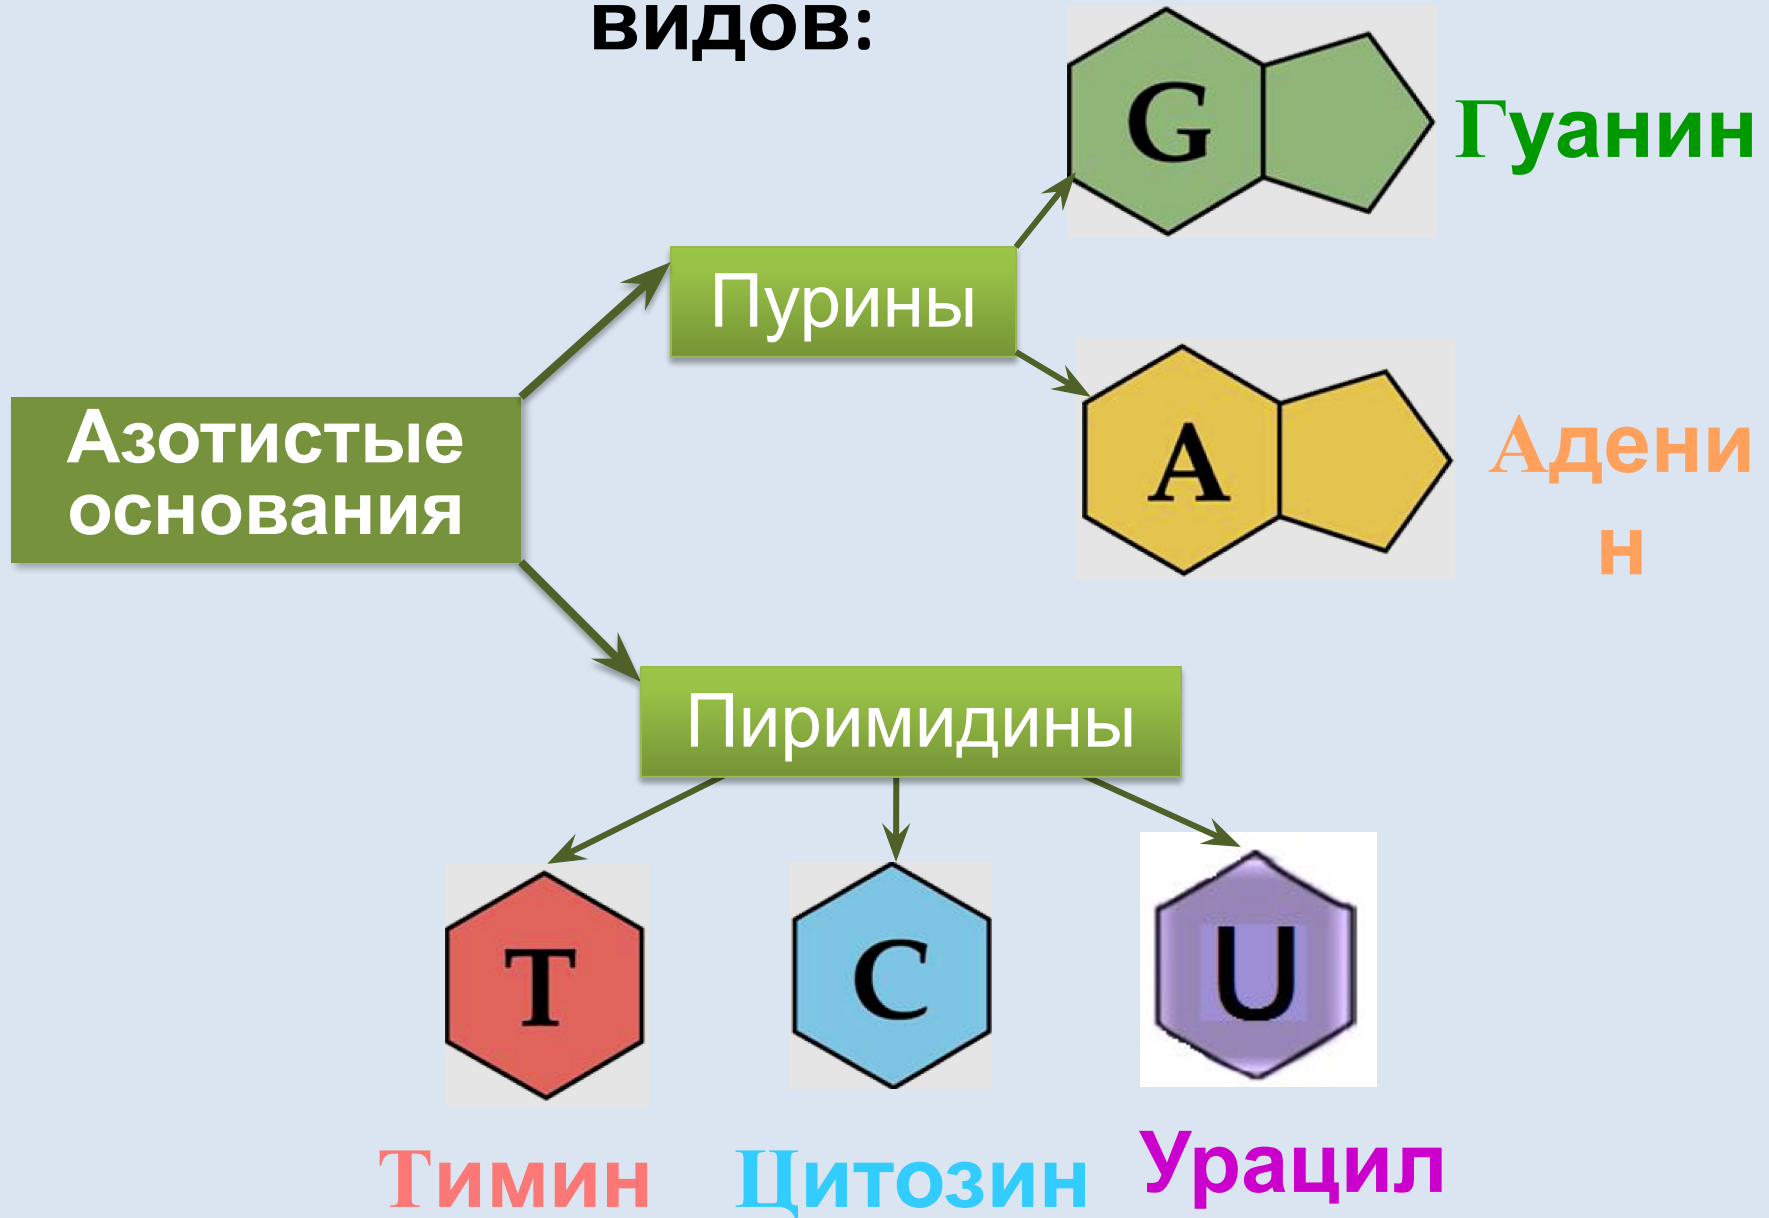 видов:
G
Гуанин
Пурины
A
Адени
н
Азотистые
основания
Пиримидины
T
C
U
Тимин
Цитозин
Урацил